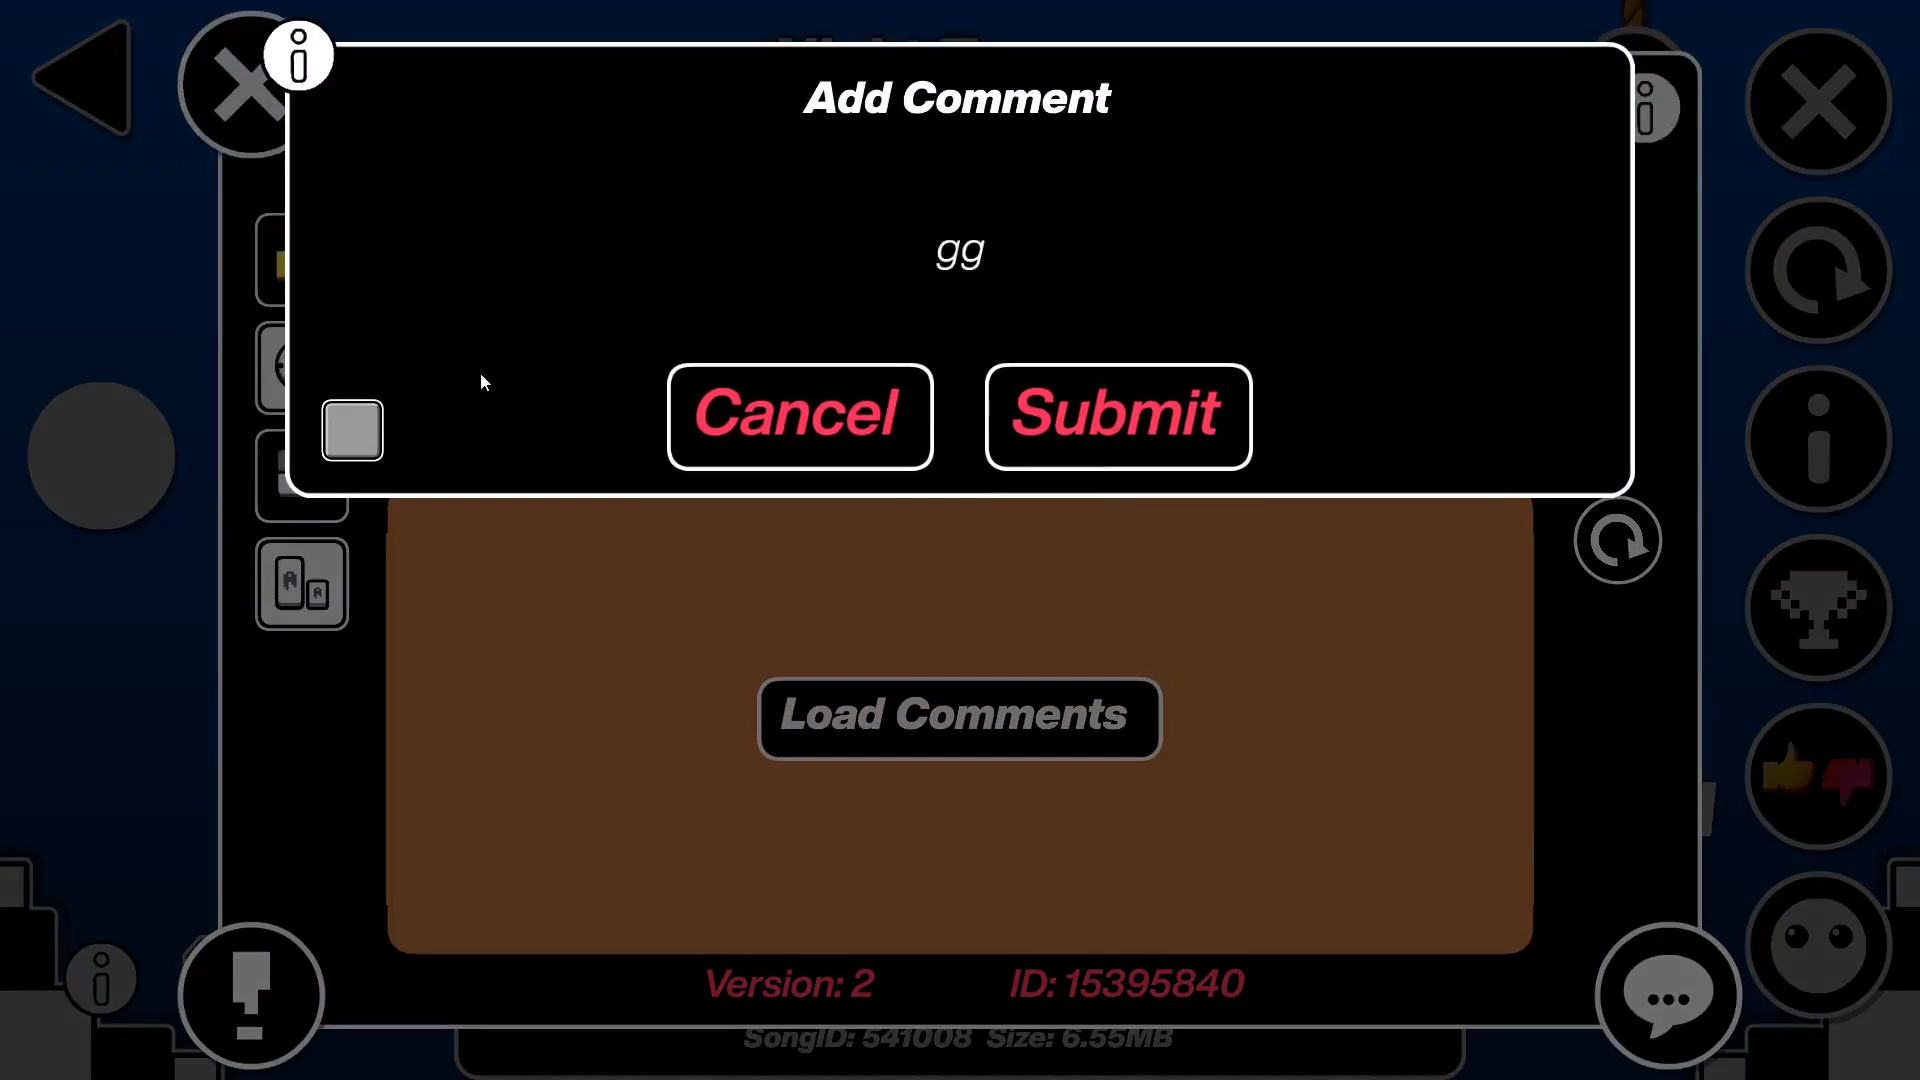 Add Comment
gg
Cancel
Submit
Load Comments
Version: 2
ID: 15395840
SongID: 541008 Size: 6.55MB